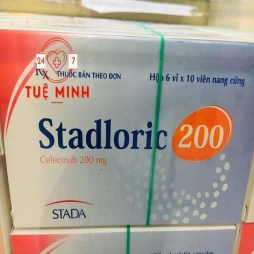 24 7
Rx THUỐC BÁN THEO ĐƠN
Hộp 6 vỉ x 10 viên nang cứng
TUỆ MINH
Stadloric 200
Celecoxib 200 mg
STADA